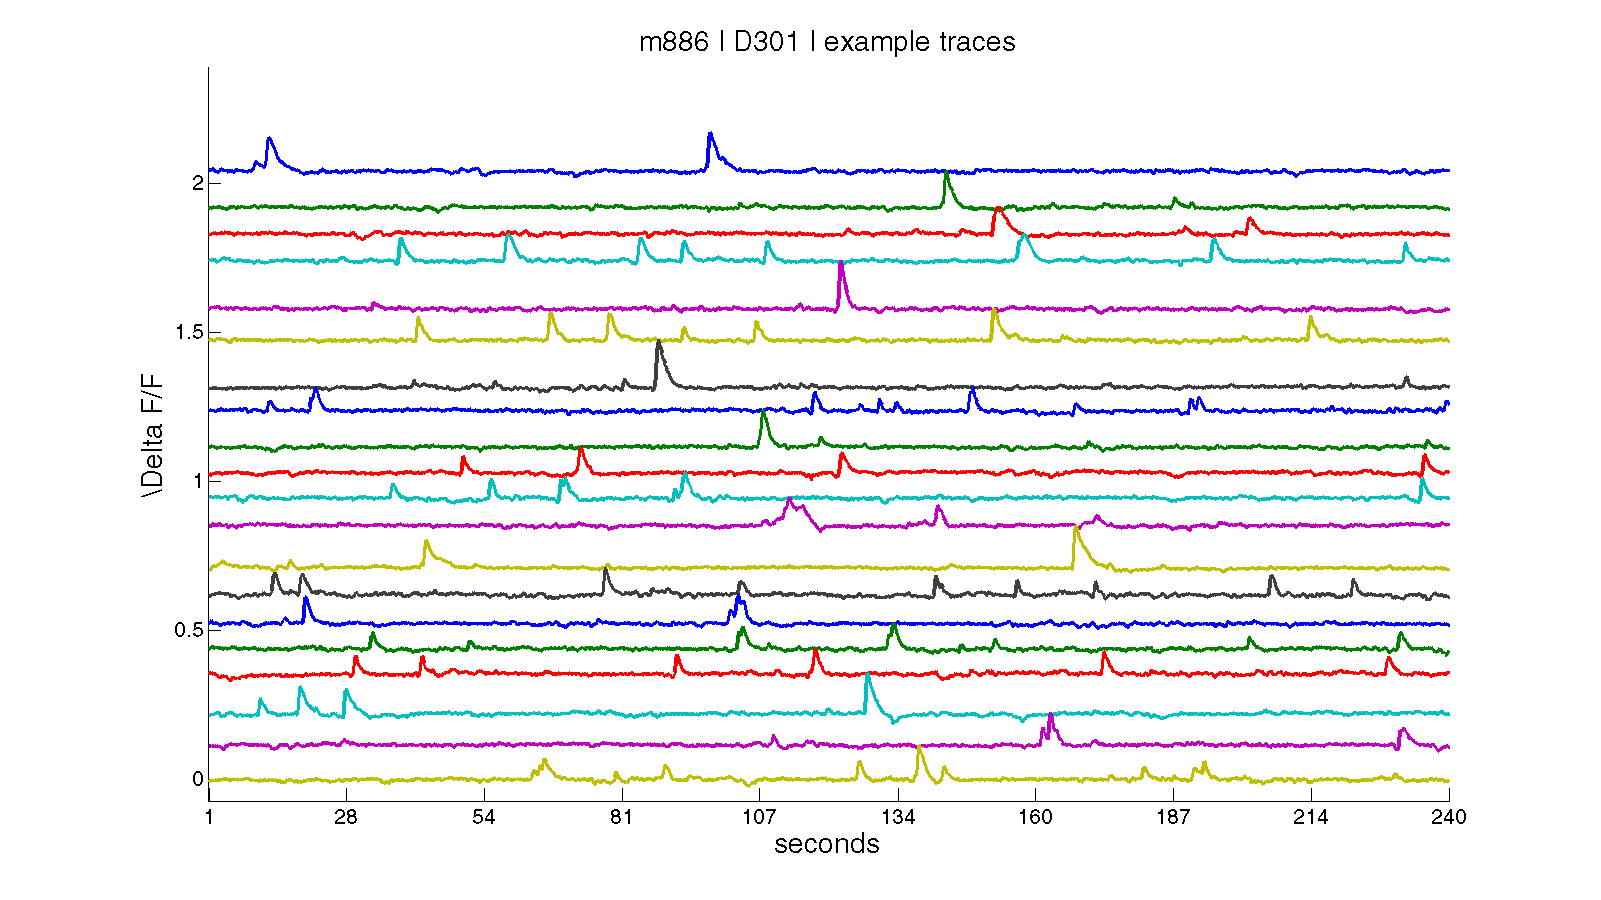 m886 | D301 | example traces
\Delta F/F
2
1.5
1
0.5
0
1 28 54 81 107 134 160 187 214 240
seconds